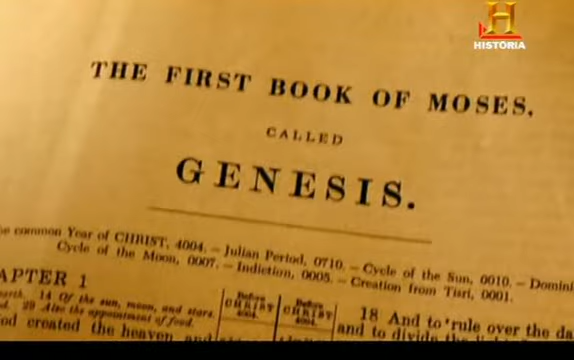 H
HISTORIA
THE FIRST BOOK OF MOSES,
CALLED
GENESIS.
common Year of CHRIST, 4004. — Julian Period, 0710. — Cycle of the Sun, 0010. — Domini
Cycle of the Moon, 0007. — Indiction, 0005. — Creation from Tisri, 0001.
APTER 1
14 Of the sun, moon, and stars.
29 Also the appointment of food.
created the heaven, and
Before
CHRIST
4004.
Before
CHRIST
4004.
18 And to rule over the da
and to divide the